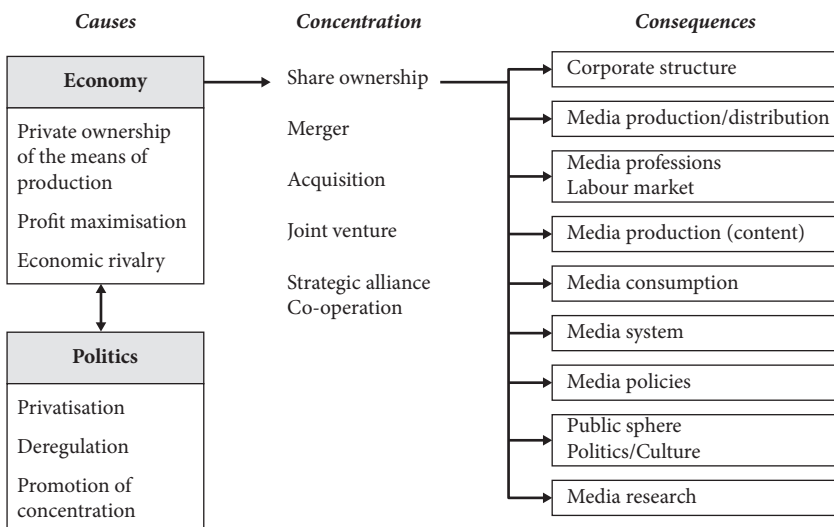 Causes
Concentration
Consequences
Economy
Private ownership
of the means of
production
Profit maximisation
Economic rivalry
Politics
Privatisation
Deregulation
Promotion of
concentration
Share ownership
Merger
Acquisition
Joint venture
Strategic alliance
Co-operation
Corporate structure
Media production/distribution
Media professions
Labour market
Media production (content)
Media consumption
Media system
Media policies
Public sphere
Politics/Culture
Media research